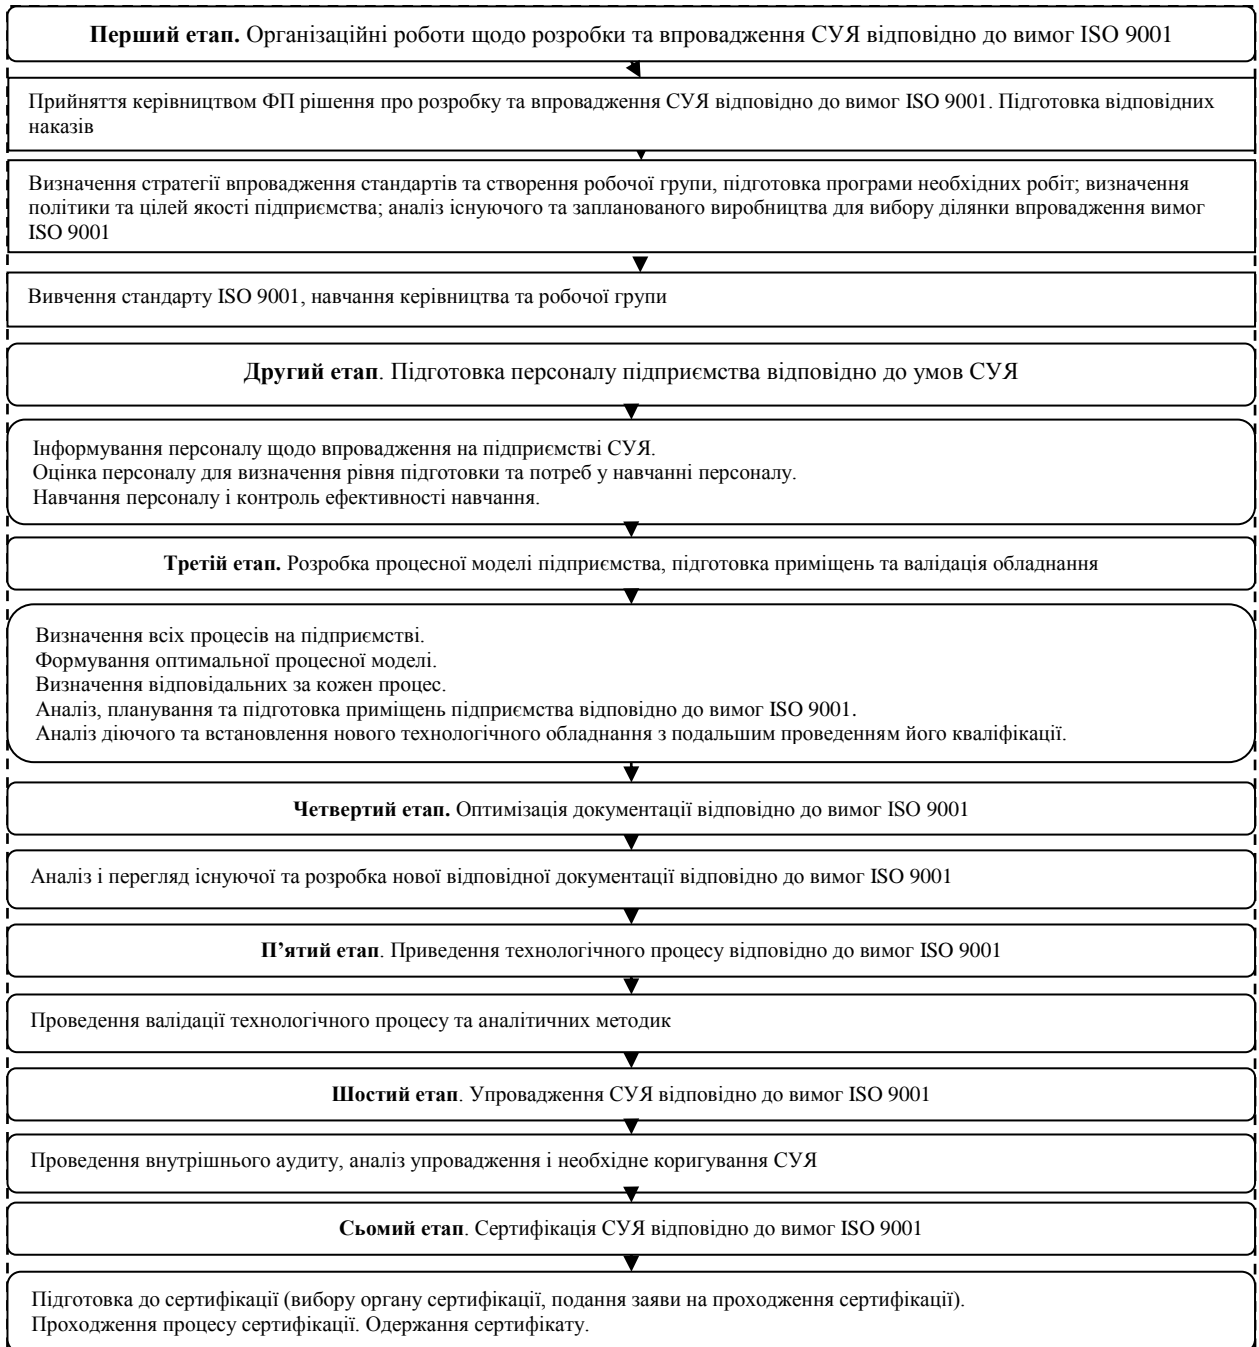 Перший етап. Організаційні роботи щодо розробки та впровадження СУЯ відповідно до вимог ISO 9001
Прийняття керівництвом ФП рішення про розробку та впровадження СУЯ відповідно до вимог ISO 9001. Підготовка відповідних
наказів
Визначення стратегії впровадження стандартів та створення робочої групи, підготовка програми необхідних робіт; визначення
політики та цілей якості підприємства; аналіз існуючого та запланованого виробництва для вибору ділянки впровадження вимог
ISO 9001
Вивчення стандарту ISO 9001, навчання керівництва та робочої групи
Другий етап. Підготовка персоналу підприємства відповідно до умов СУЯ
Інформування персоналу щодо впровадження на підприємстві СУЯ.
Оцінка персоналу для визначення рівня підготовки та потреб у навчанні персоналу.
Навчання персоналу і контроль ефективності навчання.
Третій етап. Розробка процесної моделі підприємства, підготовка приміщень та валідація обладнання
Визначення всіх процесів на підприємстві.
Формування оптимальної процесної моделі.
Визначення відповідальних за кожен процес.
Аналіз, планування та підготовка приміщень підприємства відповідно до вимог ISO 9001.
Аналіз діючого та встановлення нового технологічного обладнання з подальшим проведенням його кваліфікації.
Четвертий етап. Оптимізація документації відповідно до вимог ISO 9001
Аналіз і перегляд існуючої та розробка нової відповідної документації відповідно до вимог ISO 9001
П’ятий етап. Приведення технологічного процесу відповідно до вимог ISO 9001
Проведення валідації технологічного процесу та аналітичних методик
Шостий етап. Упровадження СУЯ відповідно до вимог ISO 9001
Проведення внутрішнього аудиту, аналіз упровадження і необхідне коригування СУЯ
Сьомий етап. Сертифікація СУЯ відповідно до вимог ISO 9001
Підготовка до сертифікації (вибору органу сертифікації, подання заяви на проходження сертифікації).
Проходження процесу сертифікації. Одержання сертифікату.